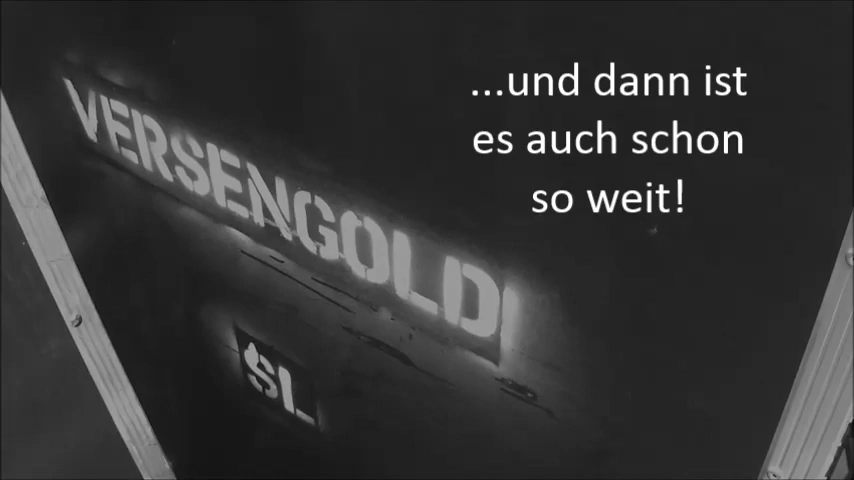 ...und dann ist
es auch schon
so weit!
VERSENGOLD
SL